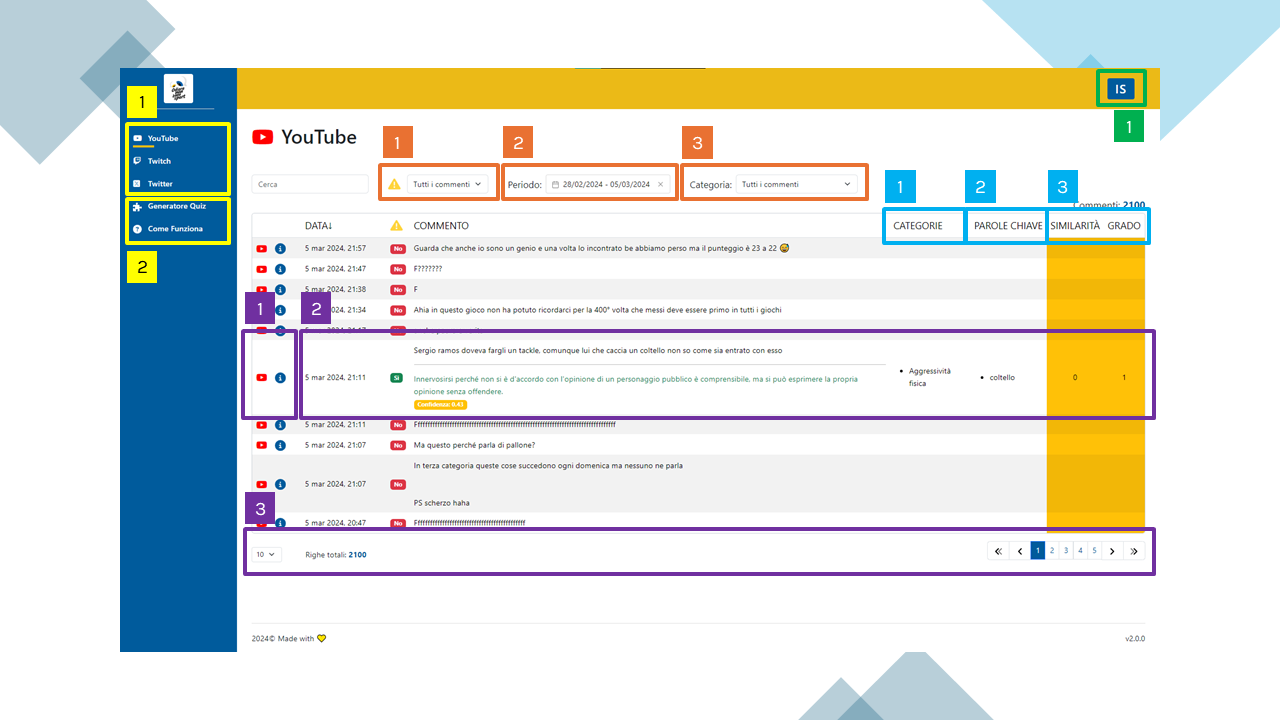 IS
1
1
YouTube
Twitch
Twitter
Generatore Quiz
Come Funziona
2
YouTube
1
2
3
Cerca
Tutti i commenti
Periodo: 28/02/2024 - 05/03/2024
Categoria: Tutti i commenti
1
2
3
Commenti: 2100
DATA↓ COMMENTO CATEGORIE PAROLE CHIAVE SIMILARITÀ GRADO
5 mar 2024, 21:57 No Guarda che anche io sono un genio e una volta lo incontrato be abbiamo perso ma il punteggio è 23 a 22 😅
5 mar 2024, 21:47 No F???????
5 mar 2024, 21:38 No F
1
2
5 mar 2024, 21:34 No Ahia in questo gioco non ha potuto ricordarci per la 400° volta che messi deve essere primo in tutti i giochi
Sergio ramos doveva fargli un tackle, comunque lui che caccia un coltello non so come sia entrato con esso
5 mar 2024, 21:11 Sì Innervosirsi perché non si è d'accordo con l'opinione di un personaggio pubblico è comprensibile, ma si può esprimere la propria
opinione senza offendere.
Confidenza: 0.43
• Aggressività
fisica
• coltello
0
1
5 mar 2024, 21:11 No
5 mar 2024, 21:07 No Ma questo perché parla di pallone?
In terza categoria queste cose succedono ogni domenica ma nessuno ne parla
5 mar 2024, 21:07 No
PS scherzo haha
3
5 mar 2024, 20:47 No
10 Righe totali: 2100
« ‹ 1 2 3 4 5 › »
2024© Made with 💛
v2.0.0